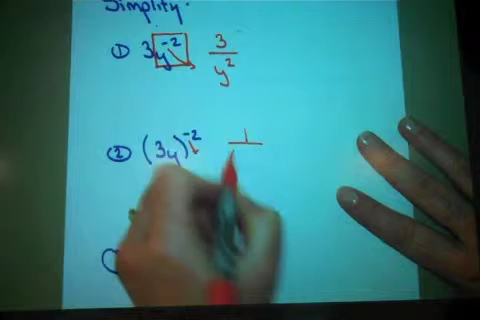 Simplify.
① 3y⁻² 3/y²
② (3y)⁻² 1/